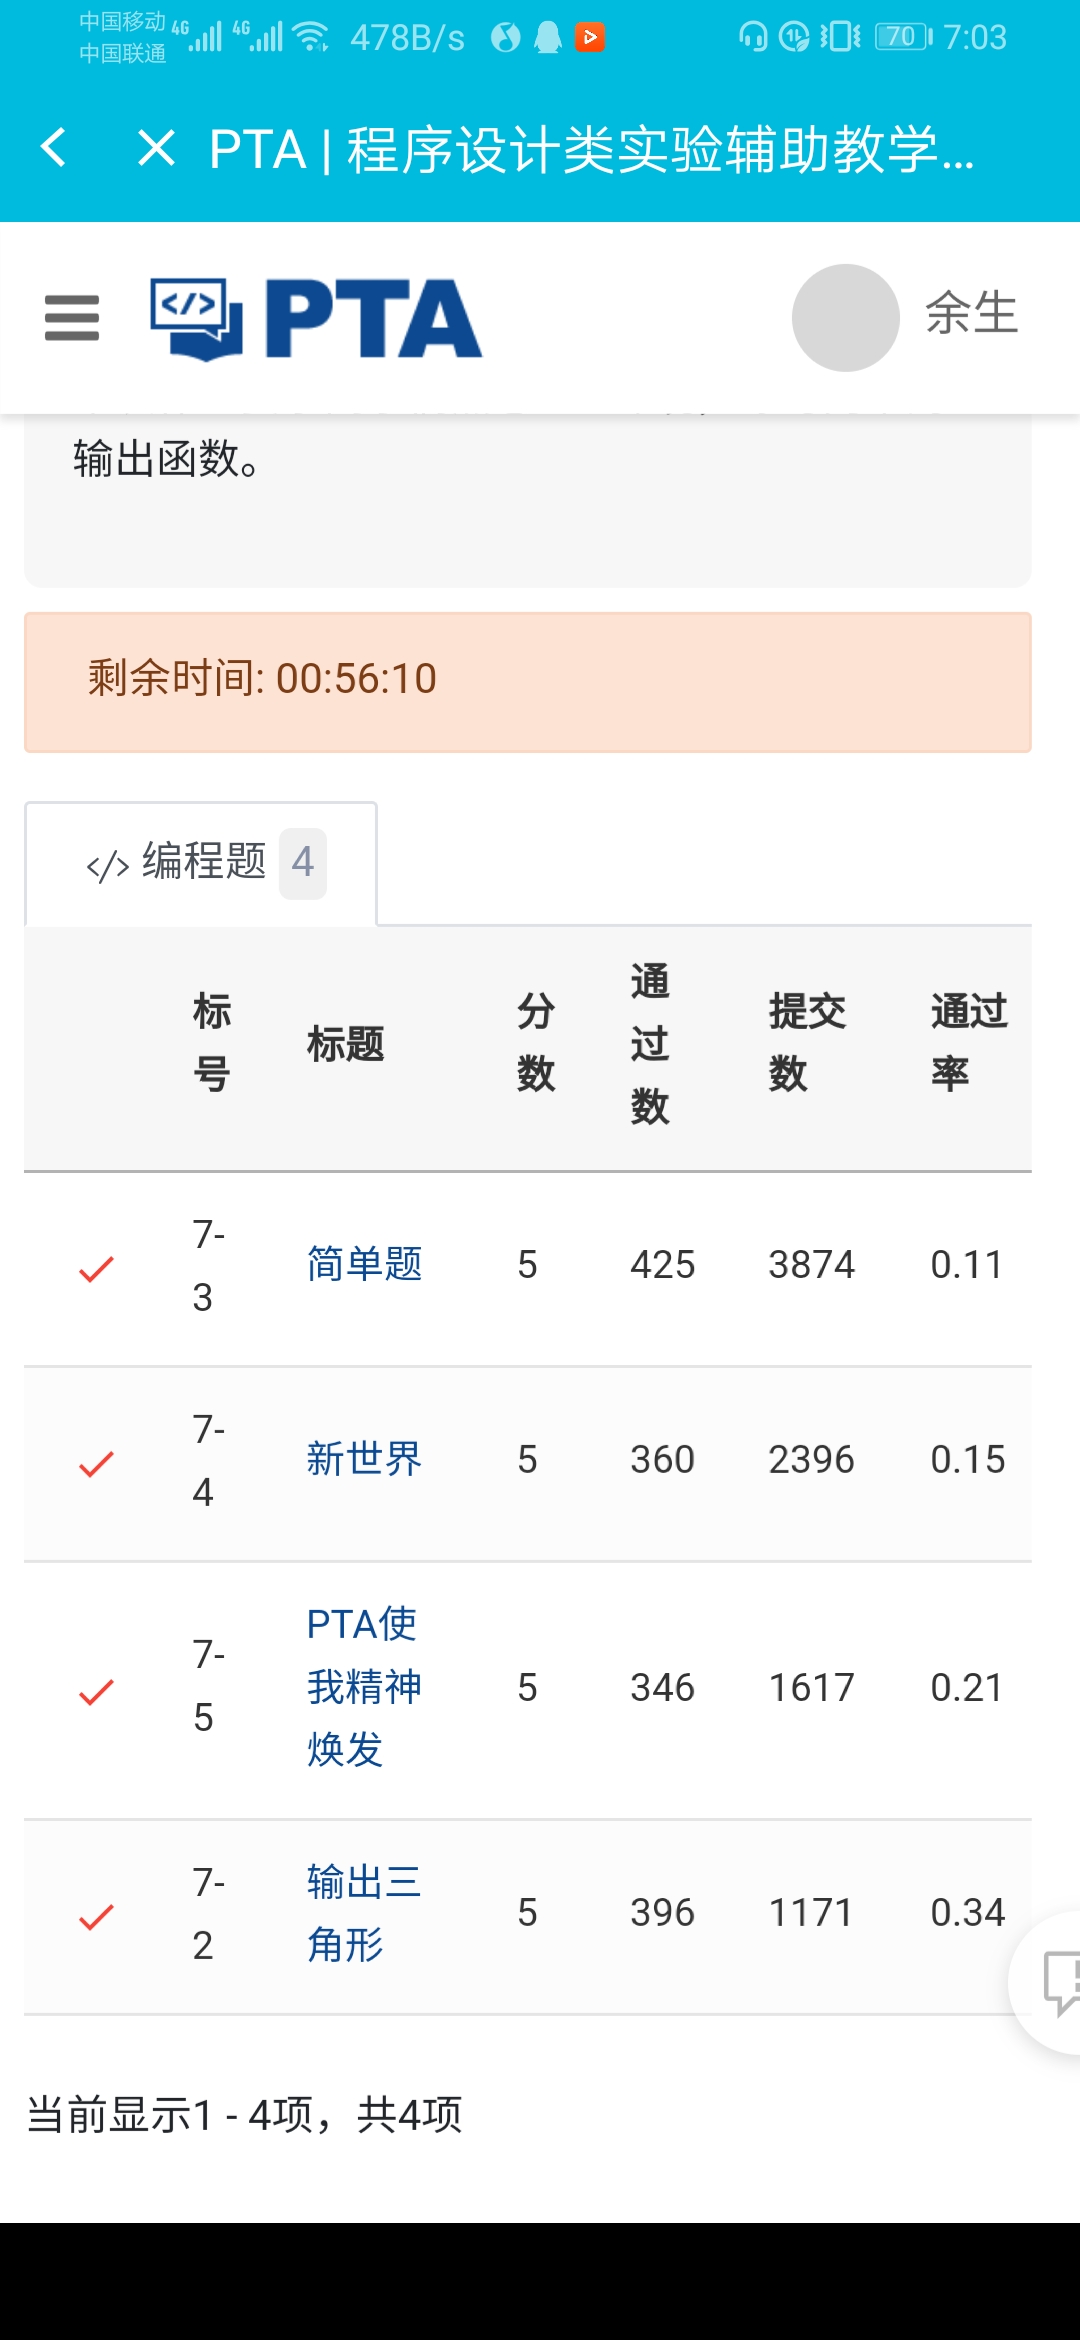 中国移动 4G 4G 478B/s 70 7:03
中国联通
PTA | 程序设计类实验辅助教学...
</> PTA 余生
输出函数。
剩余时间: 00:56:10
</> 编程题 4
标号 标题 分数 通过数 提交数 通过率
7-3 简单题 5 425 3874 0.11
7-4 新世界 5 360 2396 0.15
7-5 PTA使我精神焕发 5 346 1617 0.21
7-2 输出三角形 5 396 1171 0.34
当前显示1 - 4项，共4项